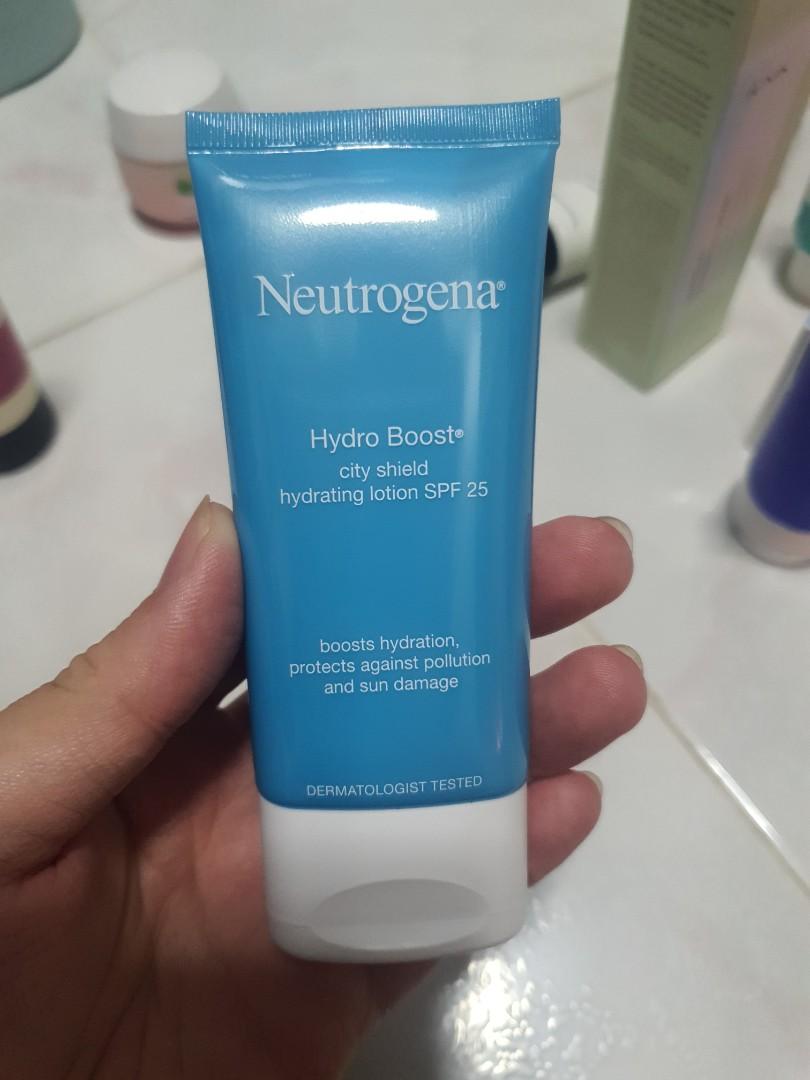 Neutrogena®
Hydro Boost®
city shield
hydrating lotion SPF 25
boosts hydration,
protects against pollution
and sun damage
DERMATOLOGIST TESTED